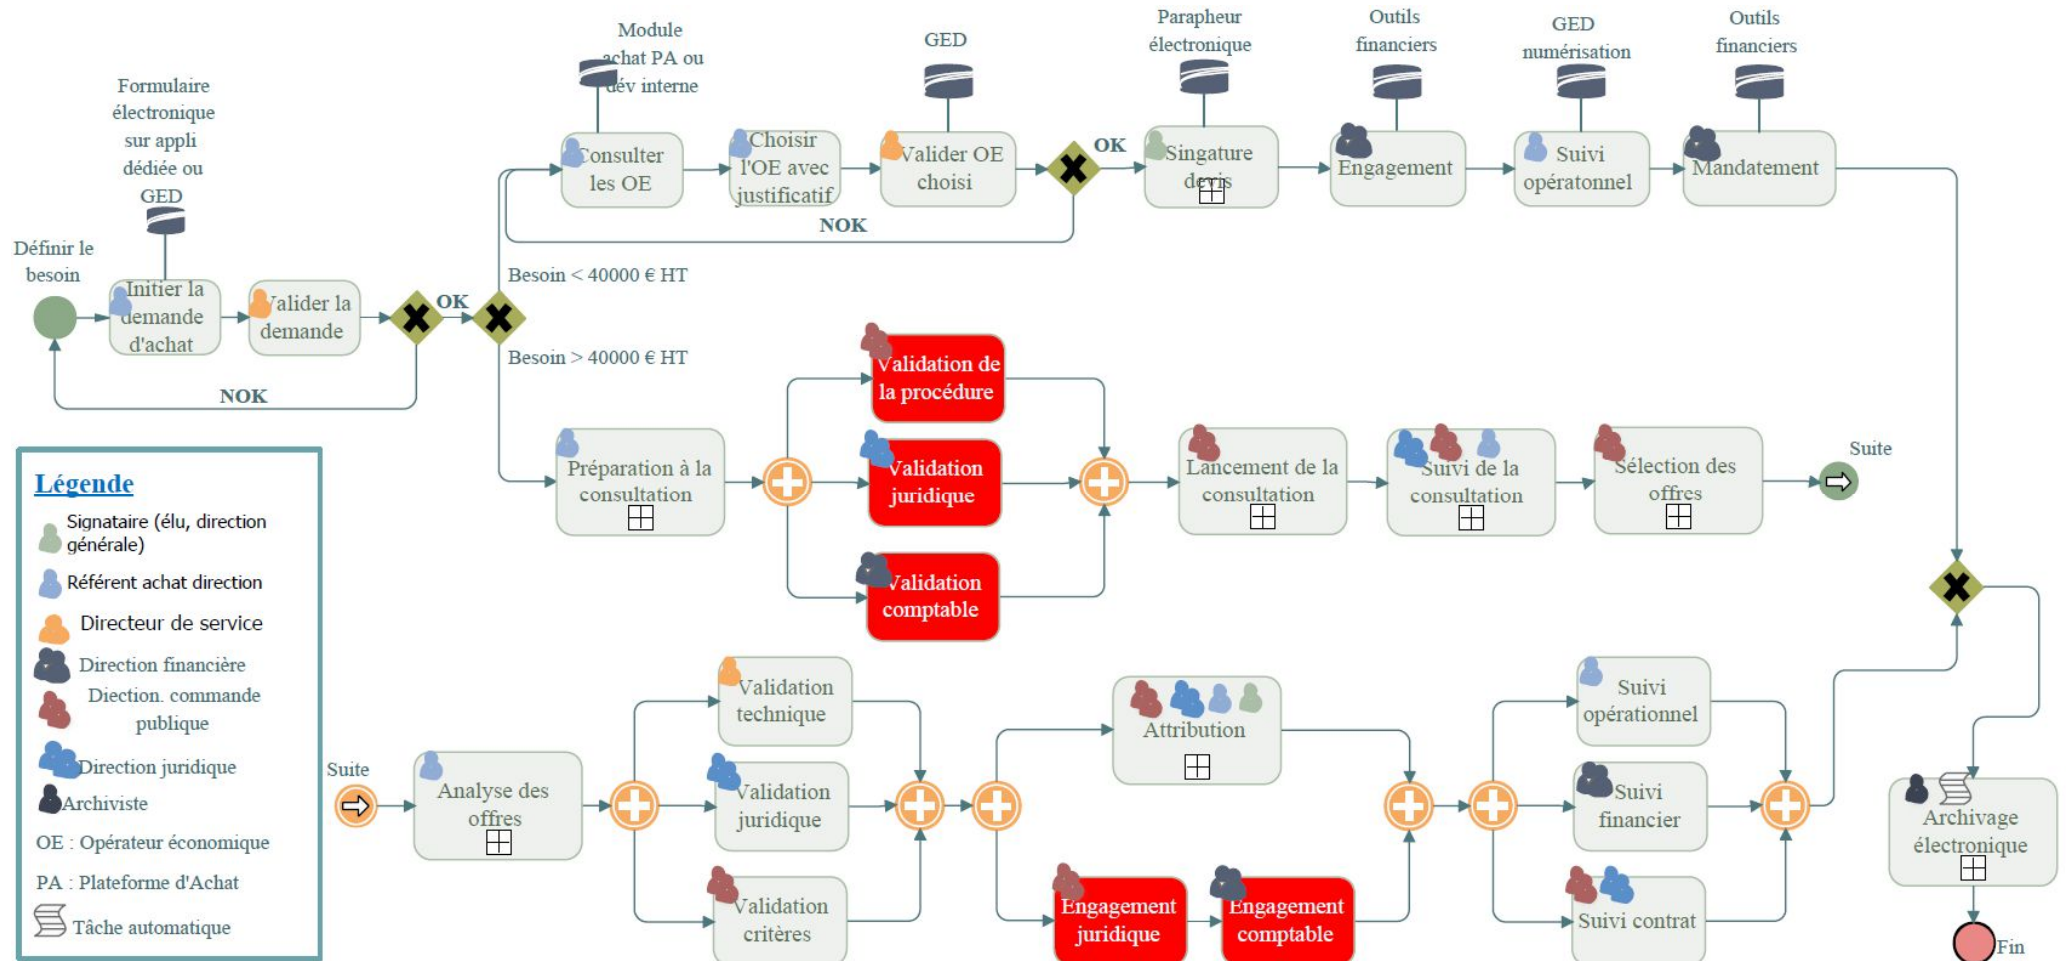 Formulaire
électronique
sur appli
dédiée ou
GED
Module
achat PA ou
dév interne
GED
Parapheur
électronique
Outils
financiers
GED
numérisation
Outils
financiers
Définir le
besoin
Initier la
demande
d'achat
Valider la
demande
OK
NOK
Besoin < 40000 € HT
Besoin > 40000 € HT
Consulter
les OE
Choisir
l'OE avec
justificatif
Valider OE
choisi
OK
NOK
Singature
devis
Engagement
Suivi
opératonnel
Mandatement
Préparation à la
consultation
Validation de
la procédure
Validation
juridique
Validation
comptable
Lancement de la
consultation
Suivi de la
consultation
Sélection des
offres
Suite
Légende
Signataire (élu, direction
générale)
Référent achat direction
Directeur de service
Direction financière
Diection. commande
publique
Direction juridique
Archiviste
OE : Opérateur économique
PA : Plateforme d'Achat
Tâche automatique
Suite
Analyse des
offres
Validation
technique
Validation
juridique
Validation
critères
Attribution
Engagement
juridique
Engagement
comptable
Suivi
opérationnel
Suivi
financier
Suivi contrat
Archivage
électronique
Fin